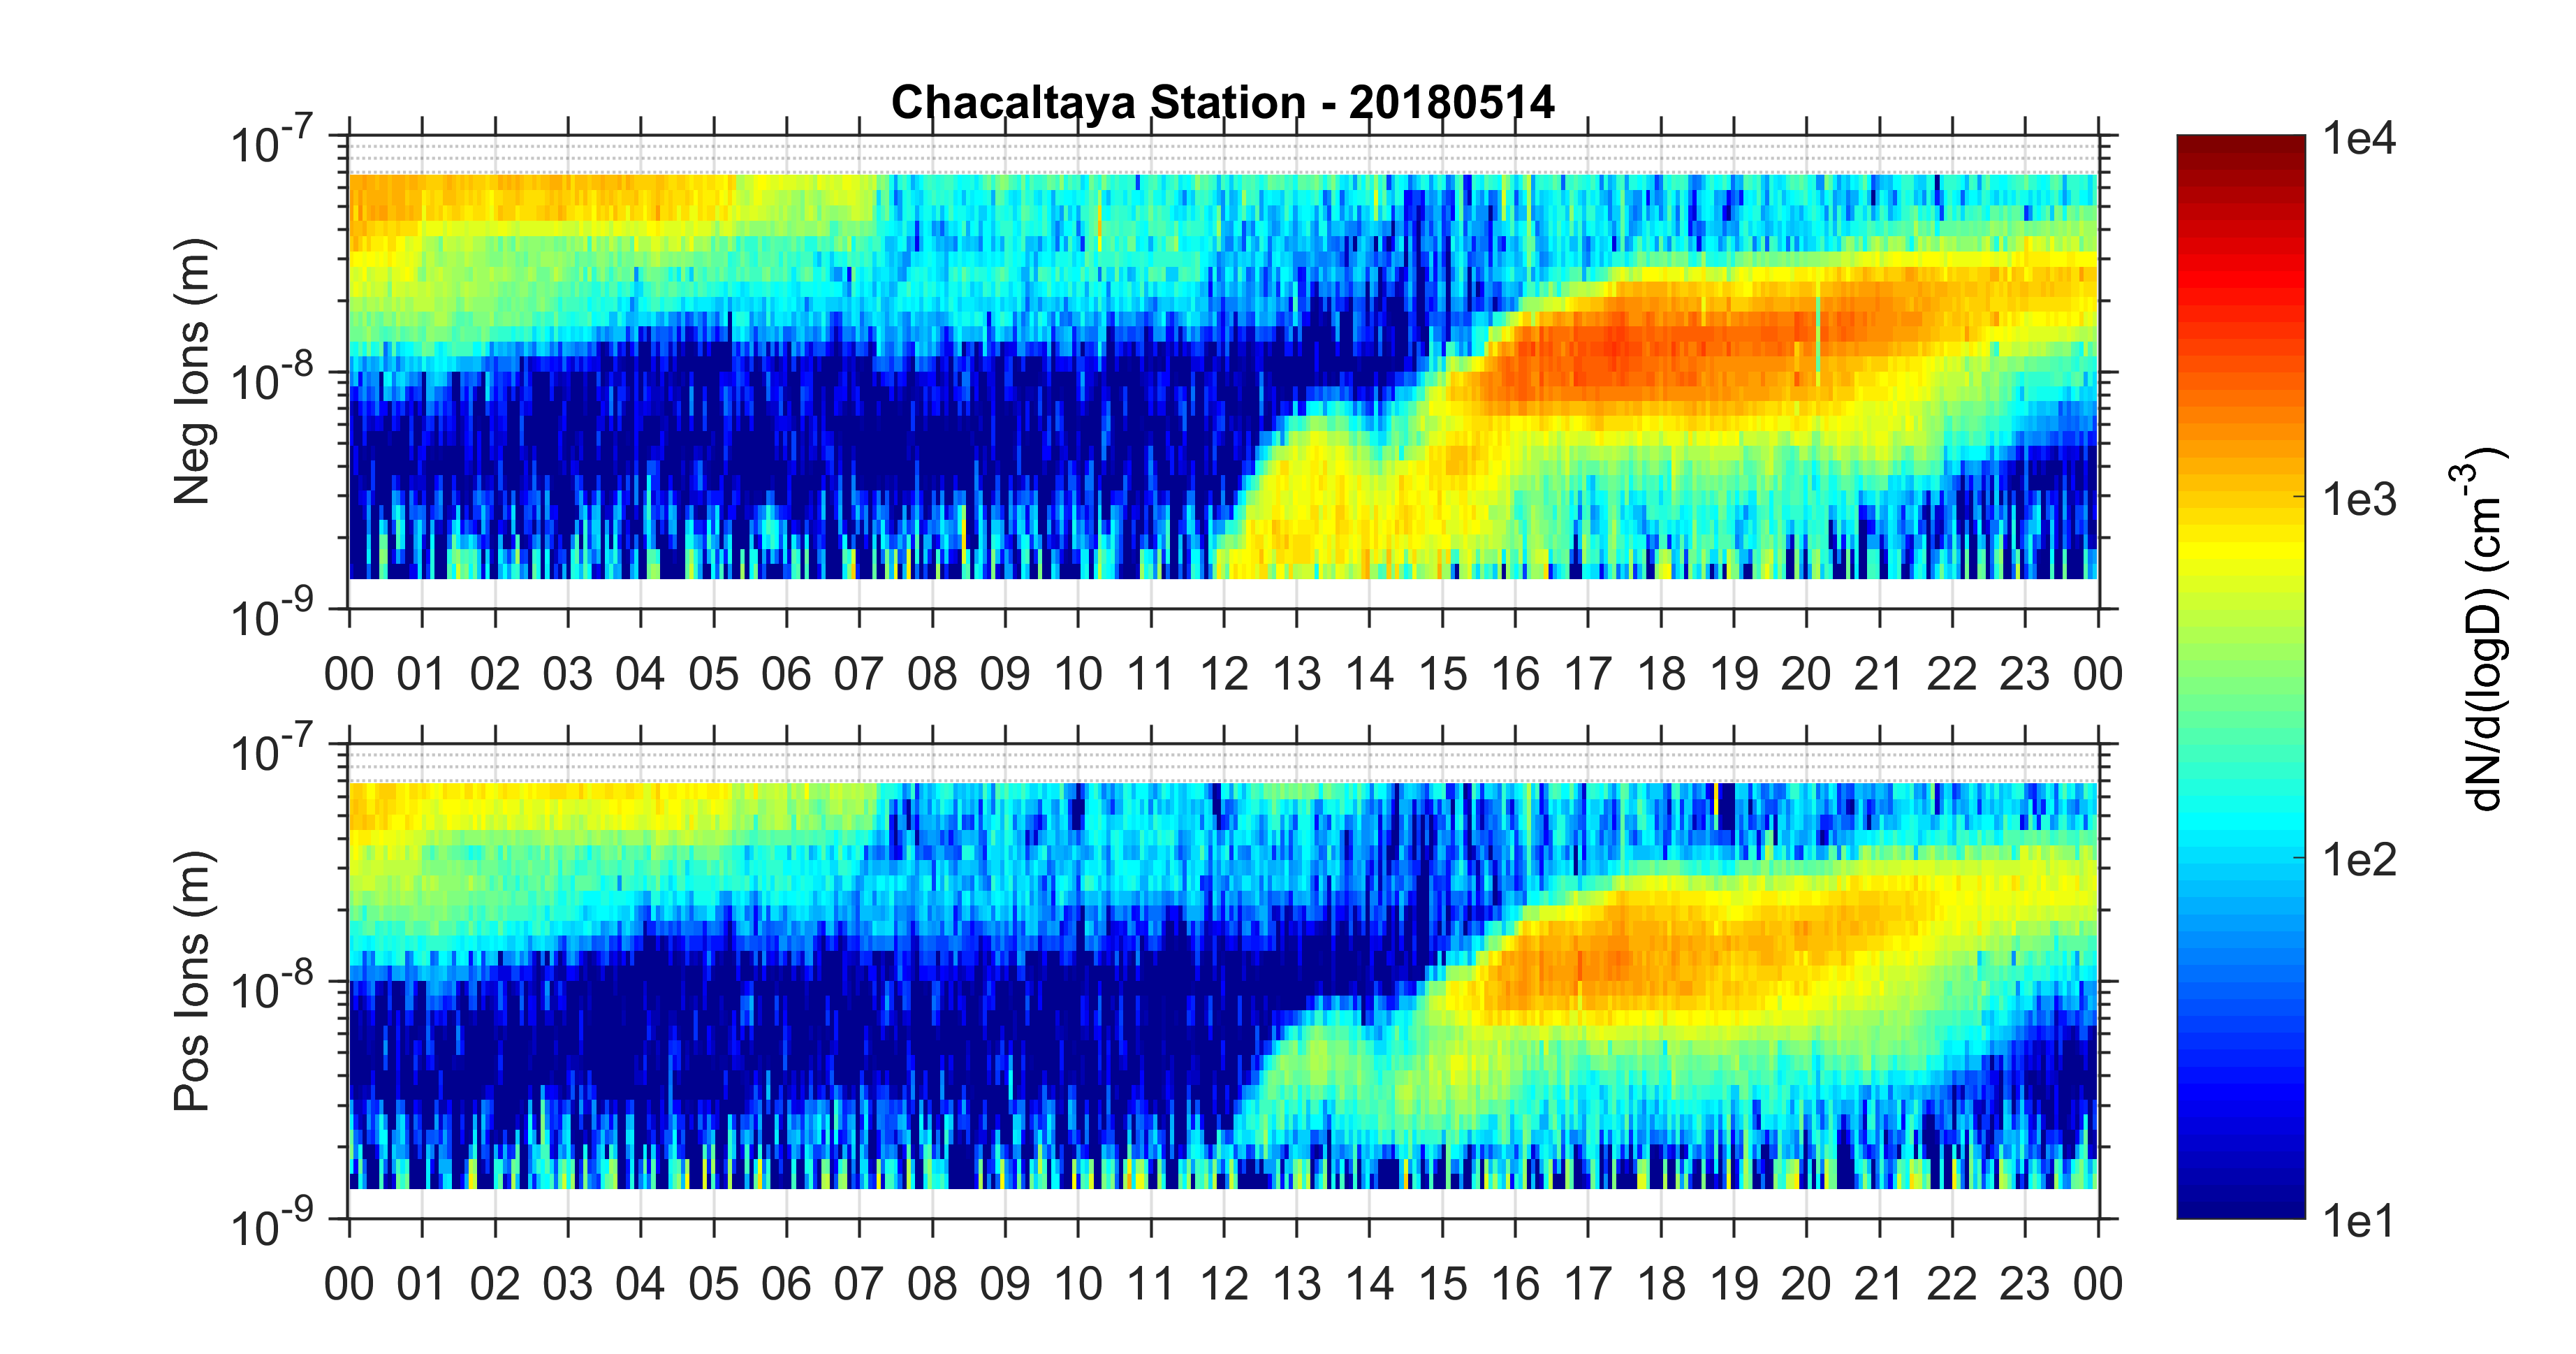 Chacaltaya Station - 20180514
10^-7
10^-8
10^-9
Neg Ions (m)
00 01 02 03 04 05 06 07 08 09 10 11 12 13 14 15 16 17 18 19 20 21 22 23 00
10^-7
10^-8
10^-9
Pos Ions (m)
00 01 02 03 04 05 06 07 08 09 10 11 12 13 14 15 16 17 18 19 20 21 22 23 00
1e4
1e3
1e2
1e1
dN/d(logD) (cm^-3)